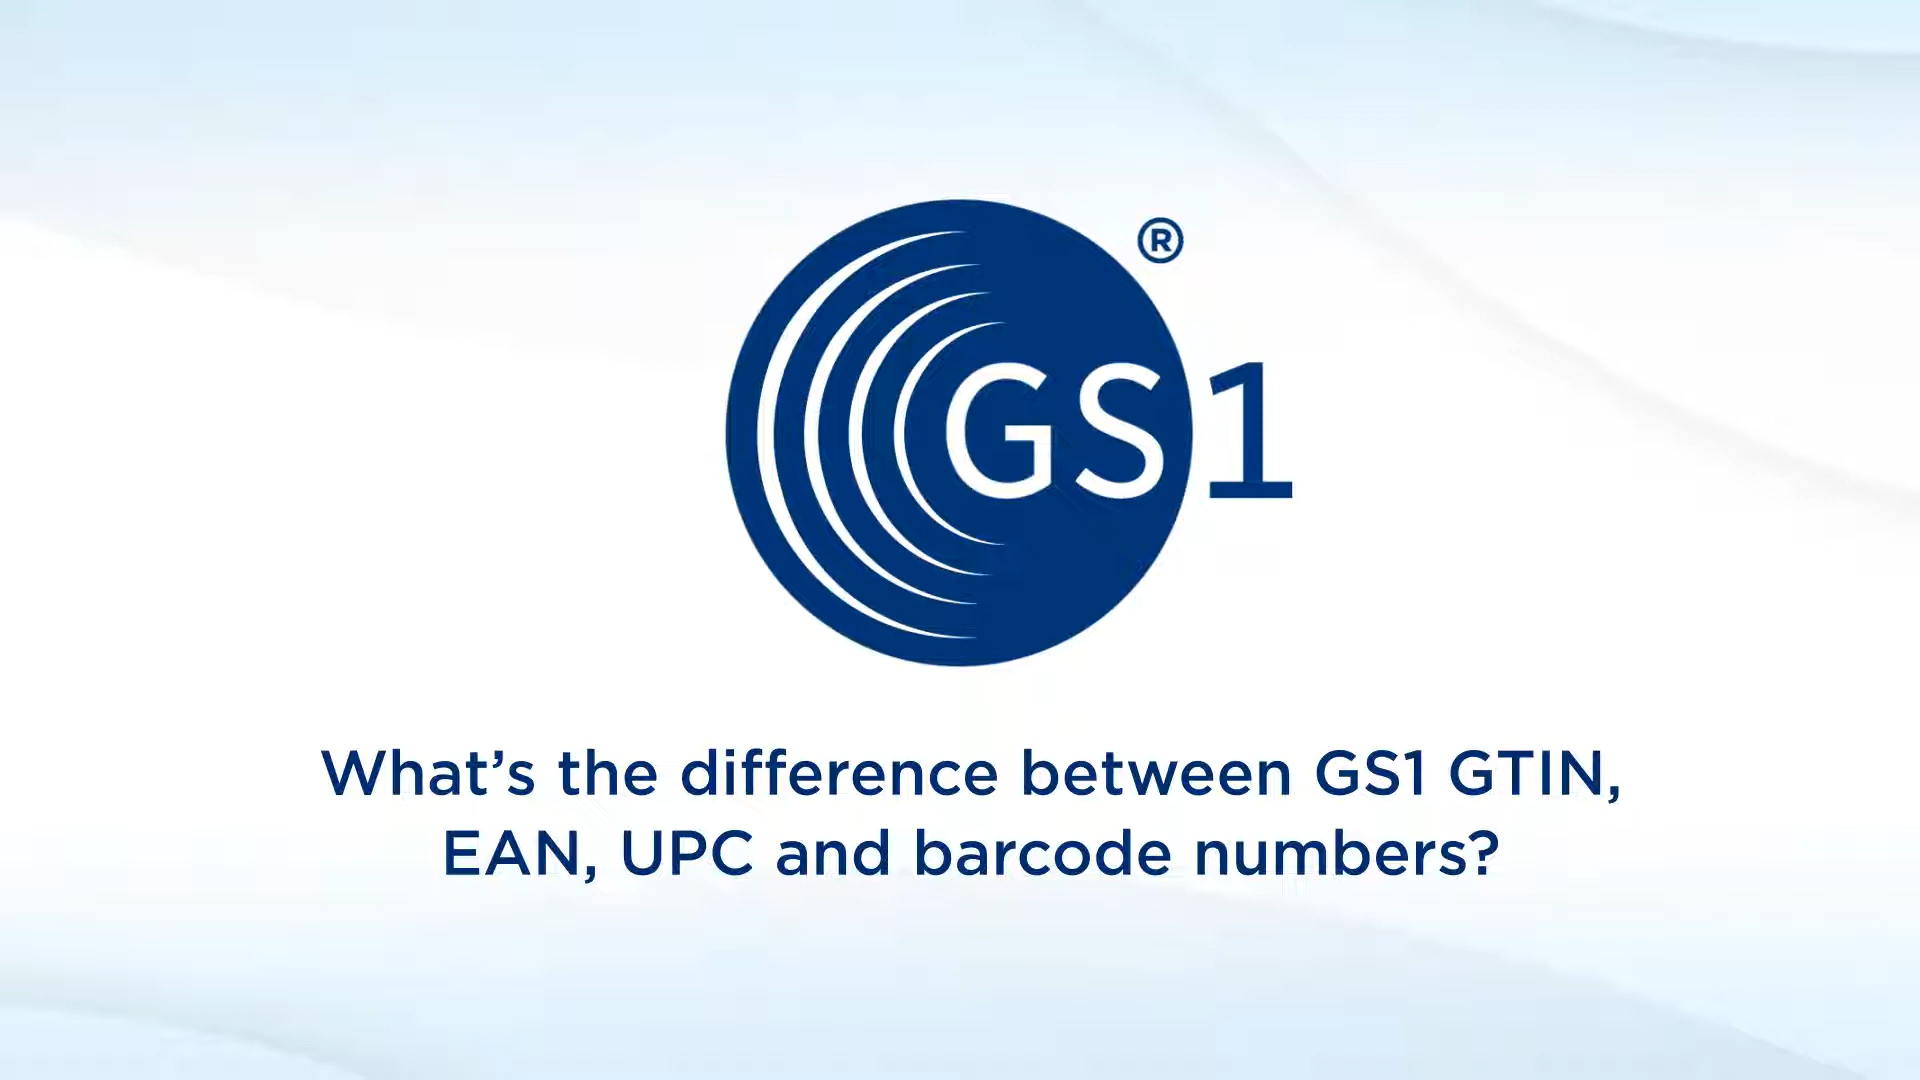 ®
GS1
What’s the difference between GS1 GTIN,
EAN, UPC and barcode numbers?